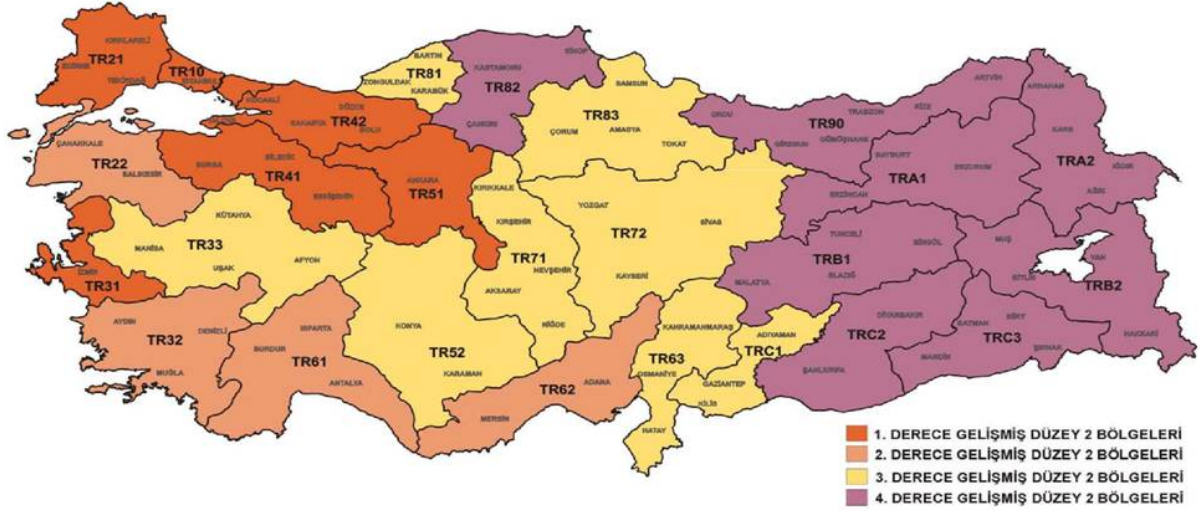 KIRKLARELİ
TR21
EDİRNE
TEKİRDAĞ
TR10
İSTANBUL
KOCAELİ
DÜZCE
SAKARYA
TR42
BOLU
BARTIN
TR81
ZONGULDAK
KARABÜK
SİNOP
KASTAMONU
TR82
ÇANKIRI
SAMSUN
TR83
ÇORUM
AMASYA
TOKAT
ORDU
TR90
TRABZON
RİZE
ARTVİN
GİRESUN
GÜMÜŞHANE
ARDAHAN
KARS
TRA2
IĞDIR
AĞRI
BAYBURT
TRA1
ERZURUM
ERZİNCAN
ÇANAKKALE
TR22
BALIKESİR
BURSA
BİLECİK
TR41
ESKİŞEHİR
ANKARA
TR51
KIRIKKALE
KIRŞEHİR
TR71
NEVŞEHİR
AKSARAY
NİĞDE
YOZGAT
SİVAS
TR72
KAYSERİ
KÜTAHYA
MANİSA
TR33
UŞAK
AFYON
İZMİR
TR31
TUNCELİ
BİNGÖL
TRB1
ELAZIĞ
MALATYA
MUŞ
VAN
BİTLİS
TRB2
HAKKARİ
AYDIN
TR32
DENİZLİ
MUĞLA
ISPARTA
BURDUR
TR61
ANTALYA
KONYA
TR52
KARAMAN
TR62
ADANA
MERSİN
KAHRAMANMARAŞ
TR63
OSMANİYE
HATAY
ADIYAMAN
TRC1
GAZİANTEP
KİLİS
DİYARBAKIR
TRC2
ŞANLIURFA
BATMAN
SİİRT
TRC3
MARDİN
ŞIRNAK
1. DERECE GELİŞMİŞ DÜZEY 2 BÖLGELERİ
2. DERECE GELİŞMİŞ DÜZEY 2 BÖLGELERİ
3. DERECE GELİŞMİŞ DÜZEY 2 BÖLGELERİ
4. DERECE GELİŞMİŞ DÜZEY 2 BÖLGELERİ